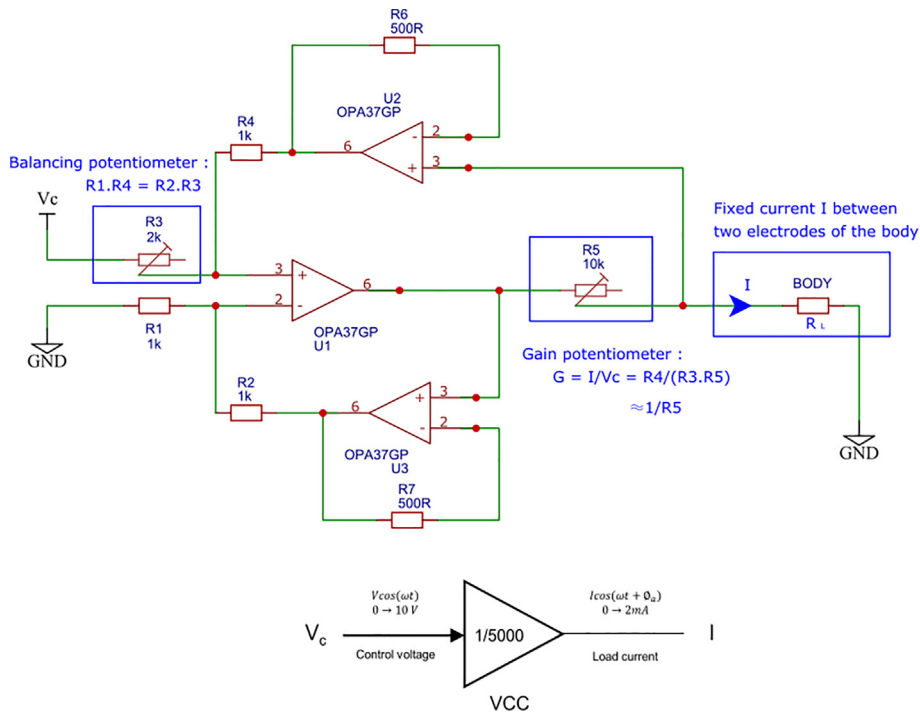 R6
500R
U2
OPA37GP
R4
1k
2
-
6
3
+
Balancing potentiometer :
R1.R4 = R2.R3
Vc
R3
2k
Fixed current I between
two electrodes of the body
R5
10k
I
BODY
R L
3
+
6
2
-
OPA37GP
U1
R1
1k
GND
Gain potentiometer :
G = I/Vc = R4/(R3.R5)
≈1/R5
R2
1k
6
+
3
-
2
OPA37GP
U3
GND
R7
500R
Vcos(ωt)
0 → 10 V
Icos(ωt + Ø_a)
0 → 2mA
V_c
1/5000
I
Control voltage
Load current
VCC